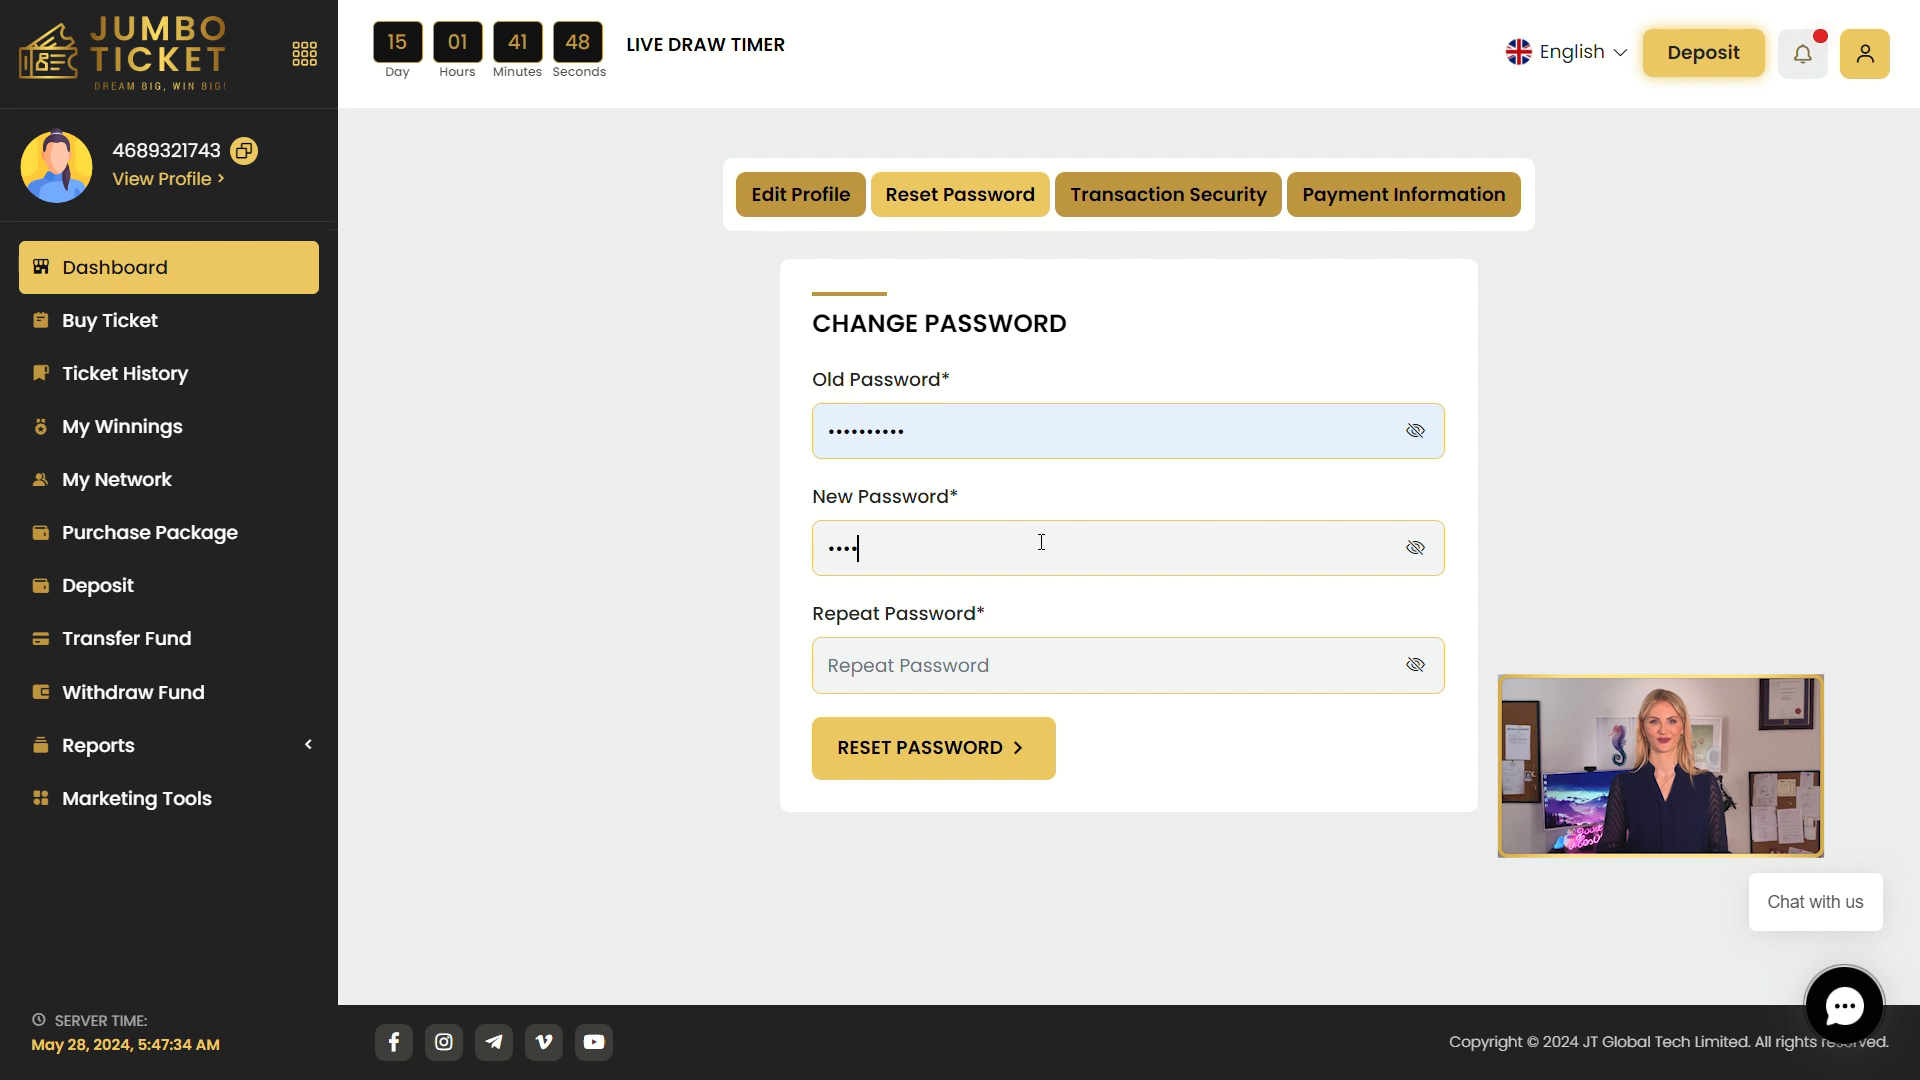 JUMBO
TICKET
DREAM BIG, WIN BIG!
15 01 41 48 LIVE DRAW TIMER
Day Hours Minutes Seconds
English
Deposit
4689321743
View Profile >
Dashboard
Buy Ticket
Ticket History
My Winnings
My Network
Purchase Package
Deposit
Transfer Fund
Withdraw Fund
Reports
Marketing Tools
SERVER TIME:
May 28, 2024, 5:47:34 AM
Edit Profile Reset Password Transaction Security Payment Information
CHANGE PASSWORD
Old Password*
••••••••••
New Password*
••••
Repeat Password*
Repeat Password
RESET PASSWORD >
Chat with us
Copyright © 2024 JT Global Tech Limited. All rights reserved.